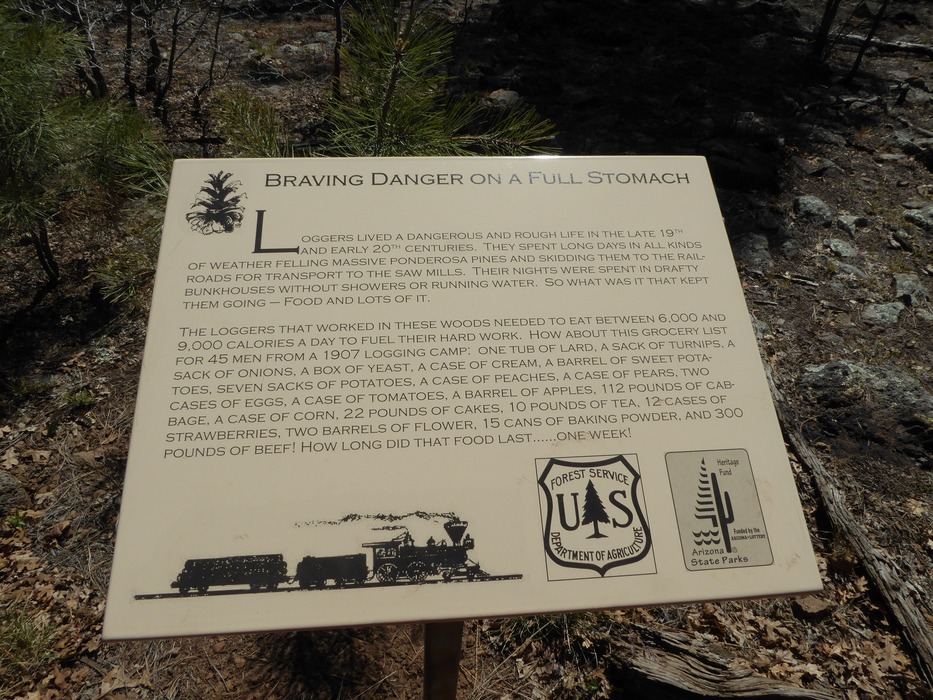 BRAVING DANGER ON A FULL STOMACH
LOGGERS LIVED A DANGEROUS AND ROUGH LIFE IN THE LATE 19TH
AND EARLY 20TH CENTURIES. THEY SPENT LONG DAYS IN ALL KINDS
OF WEATHER FELLING MASSIVE PONDEROSA PINES AND SKIDDING THEM TO THE RAIL-
ROADS FOR TRANSPORT TO THE SAW MILLS. THEIR NIGHTS WERE SPENT IN DRAFTY
BUNKHOUSES WITHOUT SHOWERS OR RUNNING WATER. SO WHAT WAS IT THAT KEPT
THEM GOING – FOOD AND LOTS OF IT.
THE LOGGERS THAT WORKED IN THESE WOODS NEEDED TO EAT BETWEEN 6,000 AND
9,000 CALORIES A DAY TO FUEL THEIR HARD WORK. HOW ABOUT THIS GROCERY LIST
FOR 45 MEN FROM A 1907 LOGGING CAMP: ONE TUB OF LARD, A SACK OF TURNIPS, A
SACK OF ONIONS, A BOX OF YEAST, A CASE OF CREAM, A BARREL OF SWEET POTA-
TOES, SEVEN SACKS OF POTATOES, A CASE OF PEACHES, A CASE OF PEARS, TWO
CASES OF EGGS, A CASE OF TOMATOES, A BARREL OF APPLES, 112 POUNDS OF CAB-
BAGE, A CASE OF CORN, 22 POUNDS OF CAKES, 10 POUNDS OF TEA, 12 CASES OF
STRAWBERRIES, TWO BARRELS OF FLOWER, 15 CANS OF BAKING POWDER, AND 300
POUNDS OF BEEF! HOW LONG DID THAT FOOD LAST......ONE WEEK!
FOREST SERVICE
U S
DEPARTMENT OF AGRICULTURE
Heritage
Fund
Funded by the
ARIZONA LOTTERY
Arizona ®
State Parks